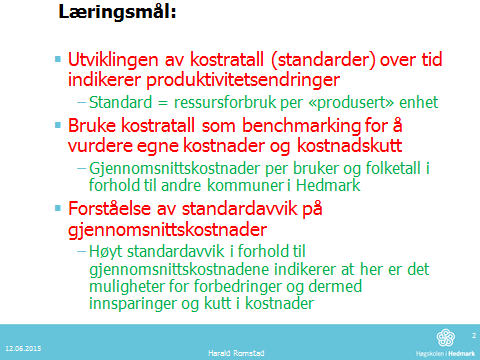 Læringsmål:
Utviklingen av kostratall (standarder) over tid
indikerer produktivitetsendringer
– Standard = ressursforbruk per «produsert» enhet
Bruke kostratall som benchmarking for å
vurdere egne kostnader og kostnadskutt
– Gjennomsnittskostnader per bruker og folketall i
forhold til andre kommuner i Hedmark
Forståelse av standardavvik på
gjennomsnittskostnader
– Høyt standardavvik i forhold til
gjennomsnittskostnadene indikerer at her er det
muligheter for forbedringer og dermed
innsparinger og kutt i kostnader
2
12.06.2015
Harald Romstad
Høgskolen i Hedmark